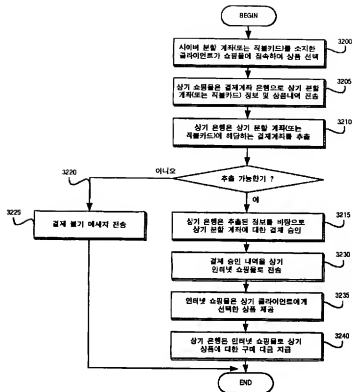 BEGIN
3200
사이버 분할 계좌(또는 직불카드)를 소지한
클라이언트가 쇼핑몰에 접속하여 상품 선택
3205
상기 쇼핑몰은 결제계좌 은행으로 상기 분할
계좌(또는 직불카드) 정보 및 상품내역 전송
3210
상기 은행은 상기 분할 계좌(또는
직불카드)에 해당하는 결제계좌를 추출
3220
아니오
추출 가능한가 ?
예
3225
결제 불가 메세지 전송
3215
상기 은행은 추출된 정보를 바탕으로
상기 분할 계좌에 대한 결제 승인
3230
결제 승인 내역을 상기
인터넷 쇼핑몰로 전송
3235
인터넷 쇼핑몰은 상기 클라이언트에게
선택한 상품 제공
3240
상기 은행은 인터넷 쇼핑몰로 상기
상품에 대한 구매 대금 지급
END